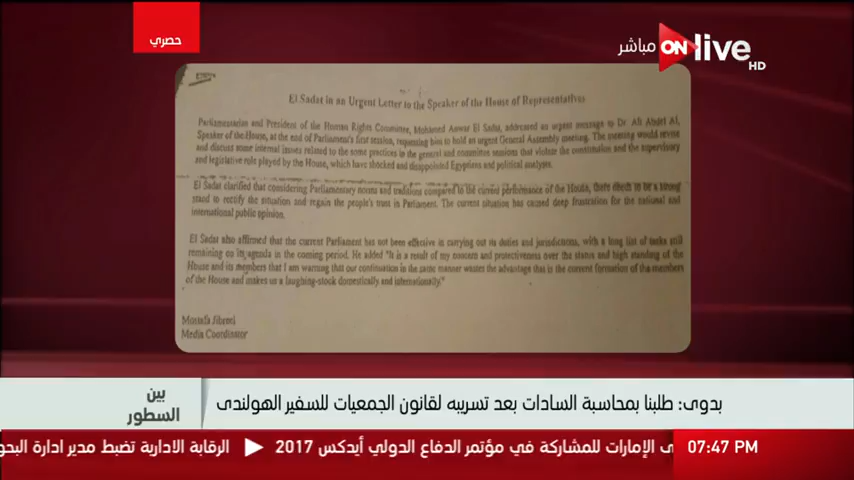 حصري
مباشر ON live HD
El Sadat in an Urgent Letter to the Speaker of the House of Representatives
Parliamentarian and President of the Human Rights Committee, Mohamed Anwar El Sadat, addressed an urgent message to Dr. Ali Abdel Al,
Speaker of the House, at the end of Parliament's first session, requesting him to hold an urgent General Assembly meeting. The meeting would revise
and discuss some internal issues related to the some practices in the general and committee sessions that violate the constitution and the supervisory
and legislative role played by the House, which have shocked and disappointed Egyptians and political analyses.
El Sadat clarified that considering Parliamentary norms and traditions compared to the current performance of the House, there needs to be a strong
stand to rectify the situation and regain the people's trust in Parliament. The current situation has caused deep frustration for the national and
international public opinion.
El Sadat also affirmed that the current Parliament has not been effective in carrying out its duties and jurisdictions, with a long list of tasks still
remaining on its agenda in the coming period. He added "It is a result of my concern and protectiveness over the status and high standing of the
House and its members that I am warning that our continuation in the same manner wastes the advantage that is the current formation of the members
of the House and makes us a laughing-stock domestically and internationally."
Mostafa
Media Coordinator
بدوى: طلبنا بمحاسبة السادات بعد تسريبه لقانون الجمعيات للسفير الهولندى
بين
السطور
ى الإمارات للمشاركة في مؤتمر الدفاع الدولي أيدكس 2017 الرقابة الادارية تضبط مدير ادارة
07:47 PM